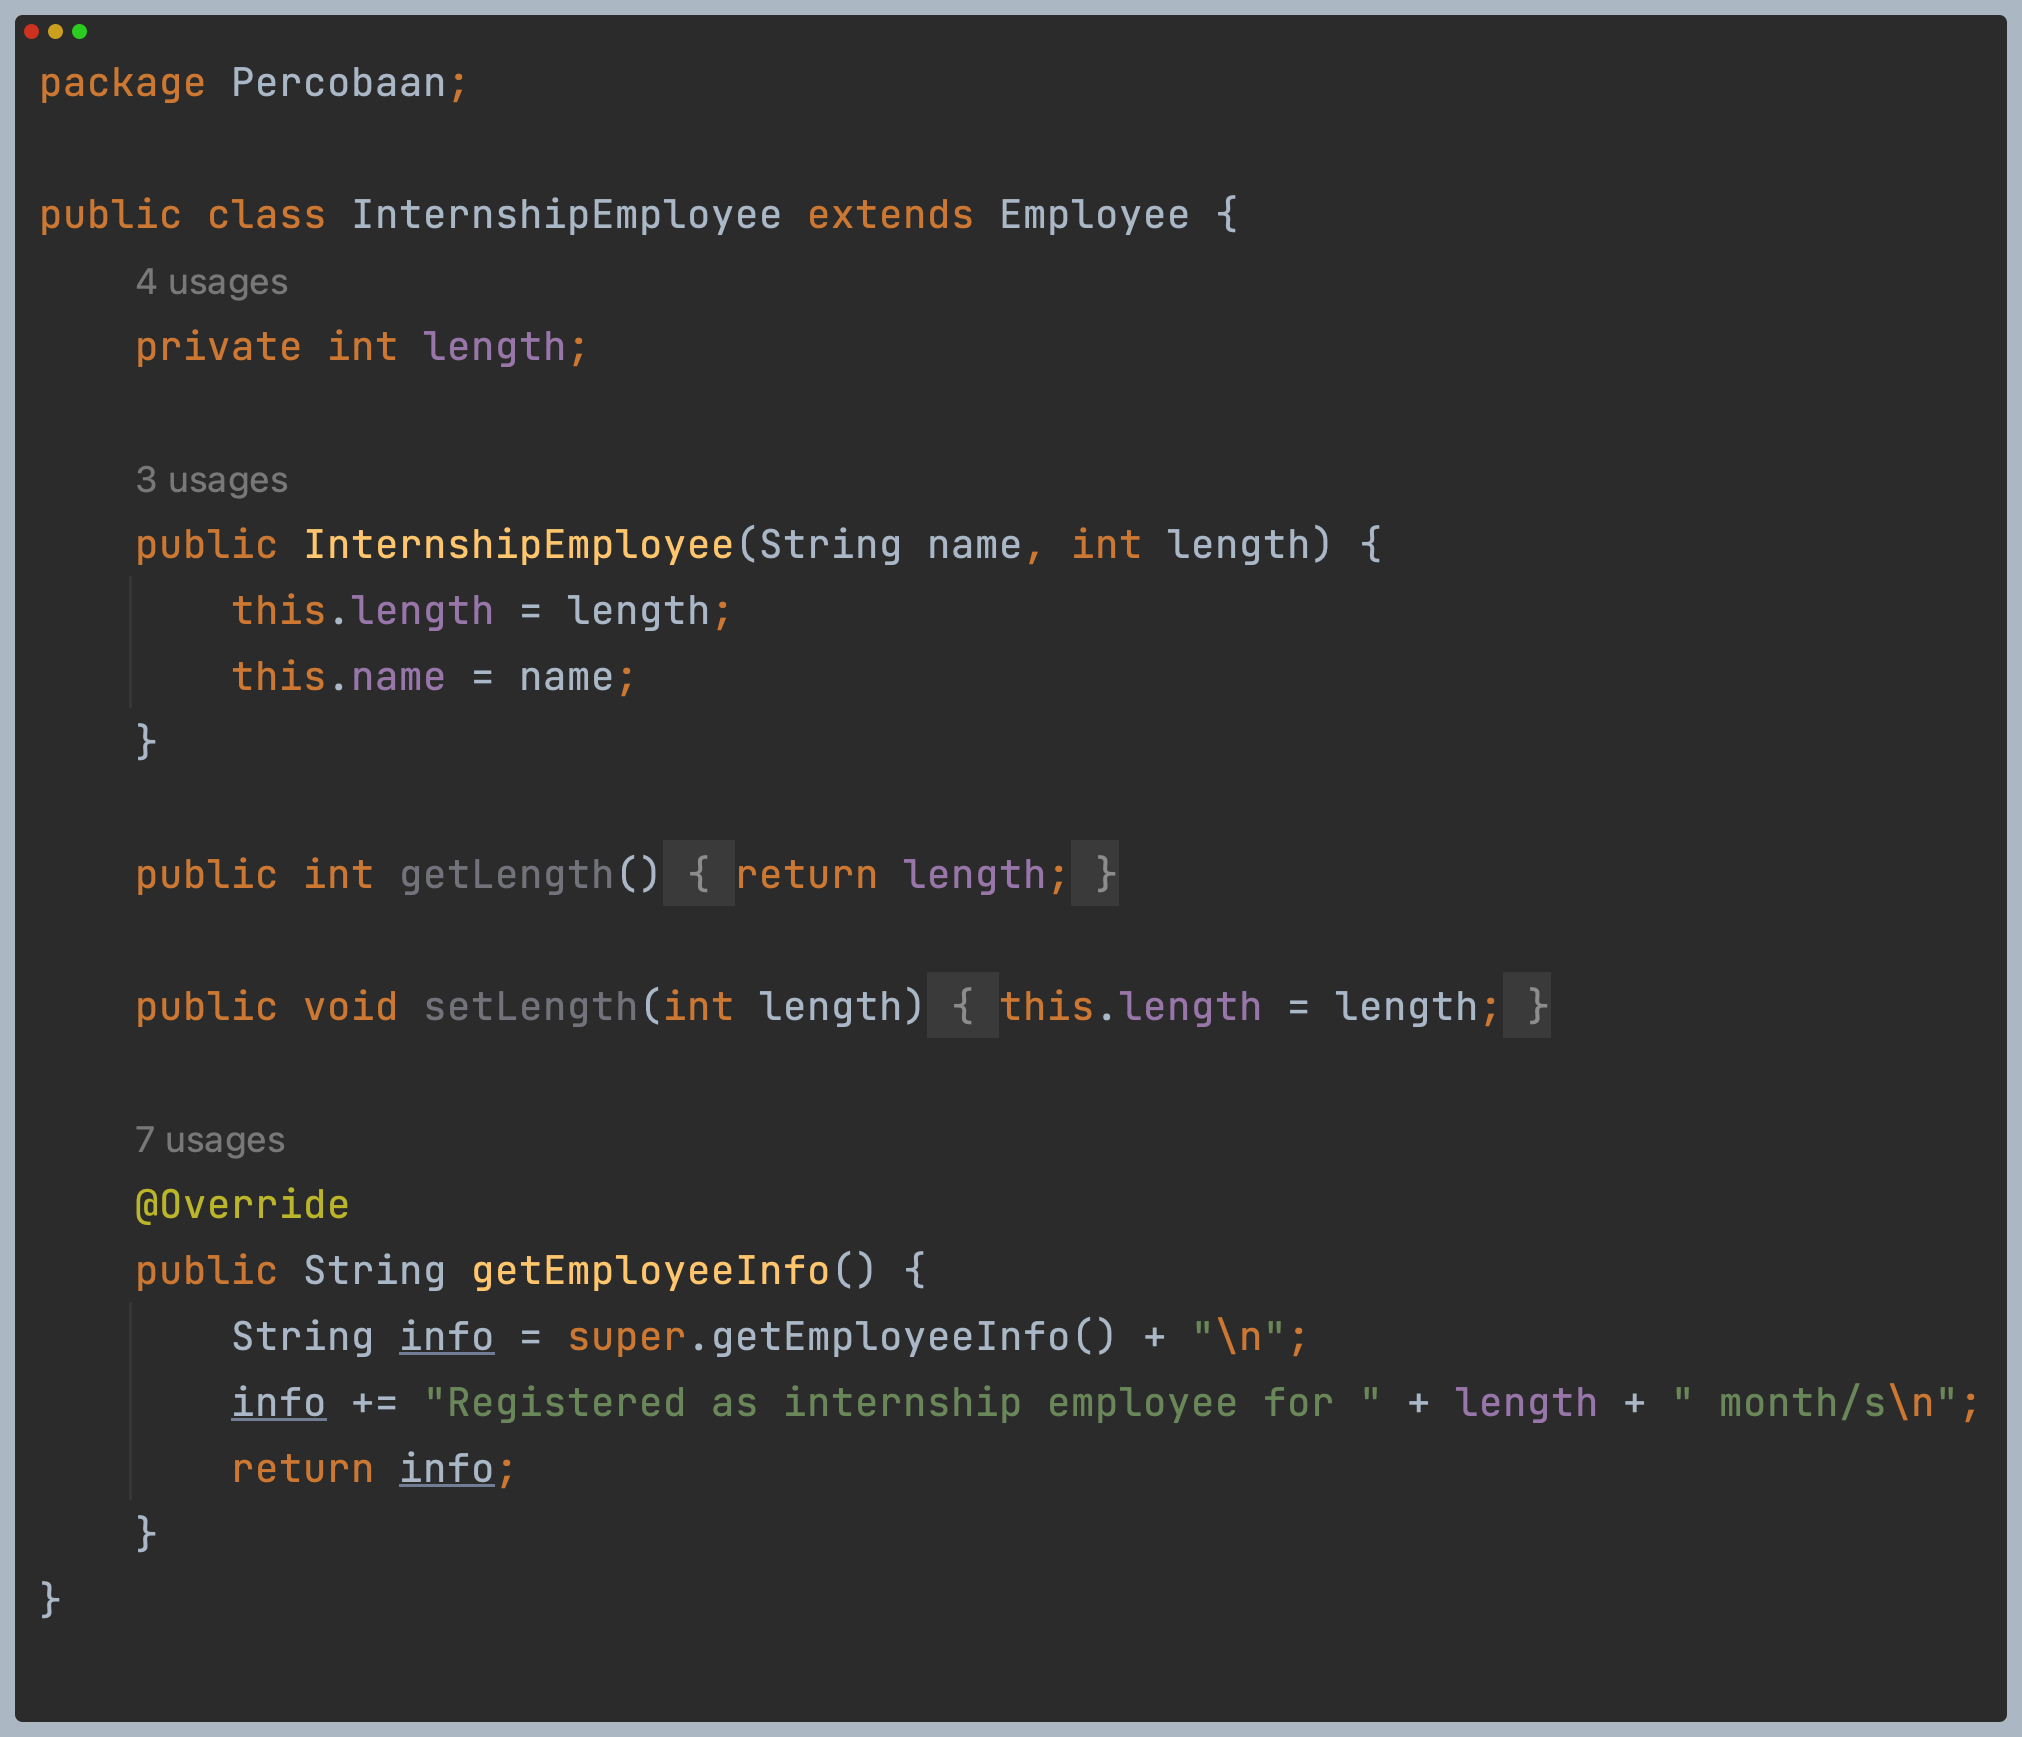 package Percobaan;
public class InternshipEmployee extends Employee {
4 usages
private int length;
3 usages
public InternshipEmployee(String name, int length) {
this.length = length;
this.name = name;
}
public int getLength() { return length; }
public void setLength(int length) { this.length = length; }
7 usages
@Override
public String getEmployeeInfo() {
String info = super.getEmployeeInfo() + "\n";
info += "Registered as internship employee for " + length + " month/s\n";
return info;
}
}